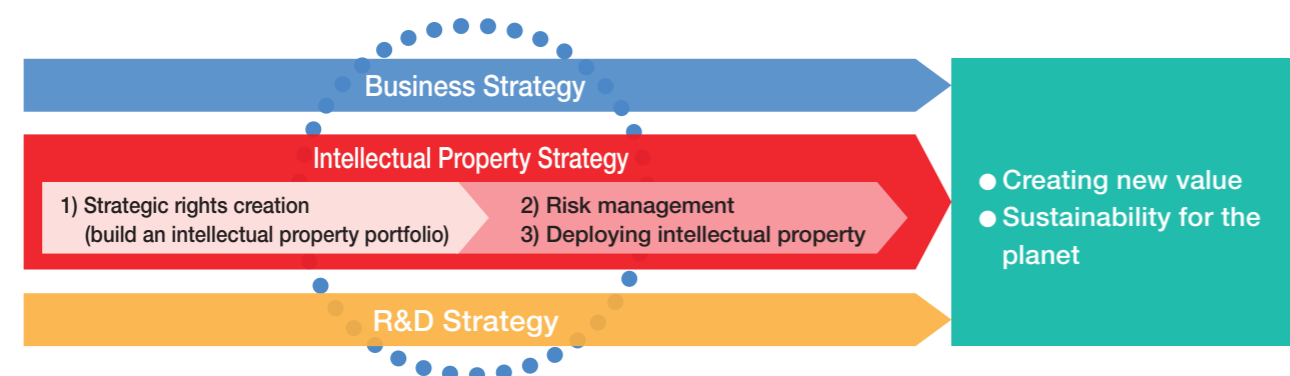 Business Strategy
Intellectual Property Strategy
1) Strategic rights creation
(build an intellectual property portfolio)
2) Risk management
3) Deploying intellectual property
R&D Strategy
● Creating new value
● Sustainability for the
planet